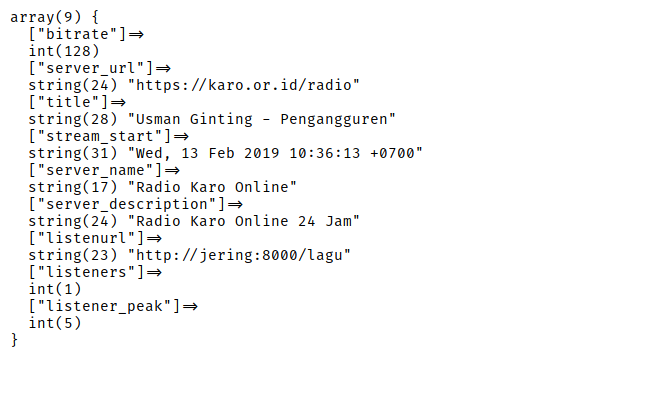 array(9) {
  ["bitrate"]=>
  int(128)
  ["server_url"]=>
  string(24) "https://karo.or.id/radio"
  ["title"]=>
  string(28) "Usman Ginting - Pengangguren"
  ["stream_start"]=>
  string(31) "Wed, 13 Feb 2019 10:36:13 +0700"
  ["server_name"]=>
  string(17) "Radio Karo Online"
  ["server_description"]=>
  string(24) "Radio Karo Online 24 Jam"
  ["listenurl"]=>
  string(23) "http://jering:8000/lagu"
  ["listeners"]=>
  int(1)
  ["listener_peak"]=>
  int(5)
}